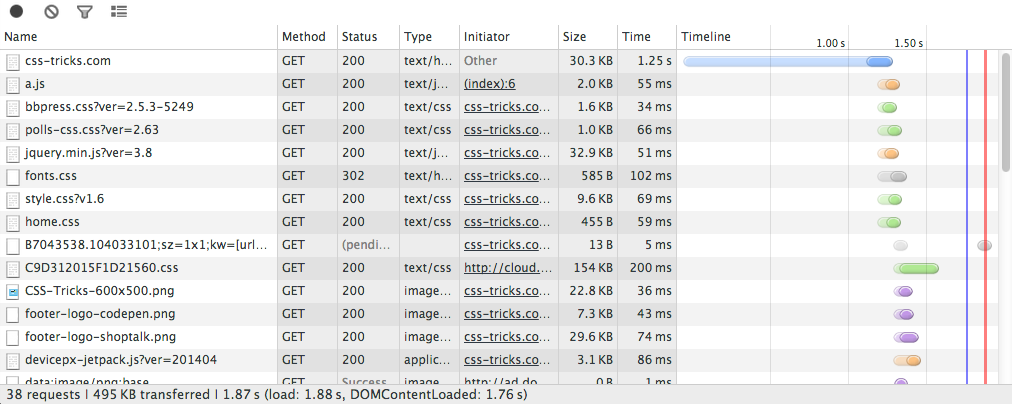 Name Method Status Type Initiator Size Time Timeline 1.00 s 1.50 s
css-tricks.com GET 200 text/h... Other 30.3 KB 1.25 s
a.js GET 200 text/j... (index):6 2.0 KB 55 ms
bbpress.css?ver=2.5.3-5249 GET 200 text/css css-tricks.co... 1.6 KB 34 ms
polls-css.css?ver=2.63 GET 200 text/css css-tricks.co... 1.0 KB 66 ms
jquery.min.js?ver=3.8 GET 200 text/j... css-tricks.co... 32.9 KB 51 ms
fonts.css GET 302 text/h... css-tricks.co... 585 B 102 ms
style.css?v1.6 GET 200 text/css css-tricks.co... 9.6 KB 69 ms
home.css GET 200 text/css css-tricks.co... 455 B 59 ms
B7043538.104033101;sz=1x1;kw=[url... GET (pendi... css-tricks.co... 13 B 5 ms
C9D312015F1D21560.css GET 200 text/css http://cloud.... 154 KB 200 ms
CSS-Tricks-600x500.png GET 200 image... css-tricks.co... 22.8 KB 36 ms
footer-logo-codepen.png GET 200 image... css-tricks.co... 7.3 KB 43 ms
footer-logo-shoptalk.png GET 200 image... css-tricks.co... 29.6 KB 74 ms
devicepx-jetpack.js?ver=201404 GET 200 applic... css-tricks.co... 3.1 KB 86 ms
data:image/png;base... GET Success image... http://ad.do... 0 B 1 ms
38 requests | 495 KB transferred | 1.87 s (load: 1.88 s, DOMContentLoaded: 1.76 s)